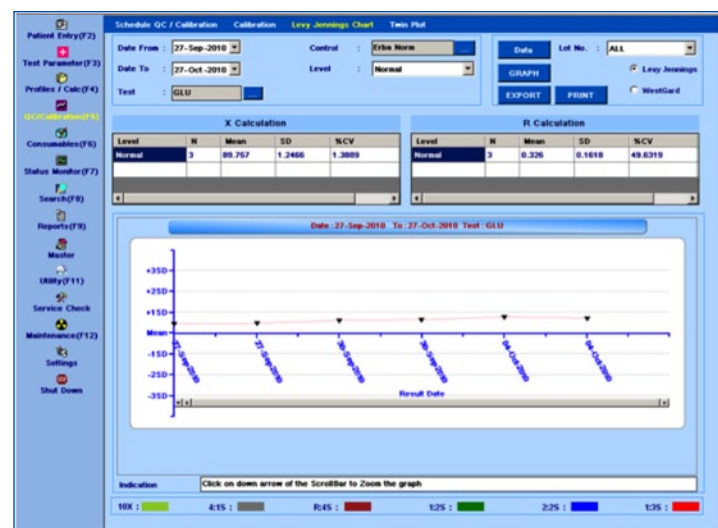 Schedule QC / Calibration Calibration Levy Jennings Chart Twin Plot
Patient Entry(F2)
Test Parameter(F3)
Profiles / Calc(F4)
QC/Calibration(F5)
Consumables(F6)
Status Monitor(F7)
Search(F8)
Reports(F9)
Master
Utility(F11)
Service Check
Maintenance(F12)
Settings
Shut Down
Date From : 27-Sep-2010 Control : Erba Norm ...
Date To : 27-Oct-2010 Level : Normal
Test : GLU ...
Data Lot No. : ALL
GRAPH Levy Jennings
EXPORT PRINT WestGard
X Calculation
Level N Mean SD %CV
Normal 3 89.757 1.2466 1.3889
R Calculation
Level N Mean SD %CV
Normal 3 0.326 0.1618 49.6319
Date :27-Sep-2010 To :27-Oct-2010 Test :GLU
+3SD
+2SD
+1SD
Mean
-1SD
-2SD
-3SD
27-Sep-2010
27-Sep-2010
30-Sep-2010
30-Sep-2010
04-Oct-2010
04-Oct-2010
Result Date
Indication Click on down arrow of the ScrollBar to Zoom the graph
10X : 4:1S : R:4S : 1:2S : 2:2S : 1:3S :